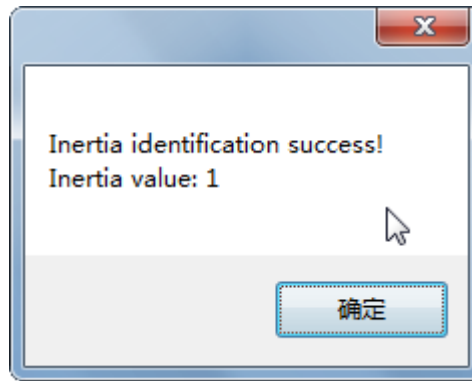 Inertia identification success!
Inertia value: 1
确定